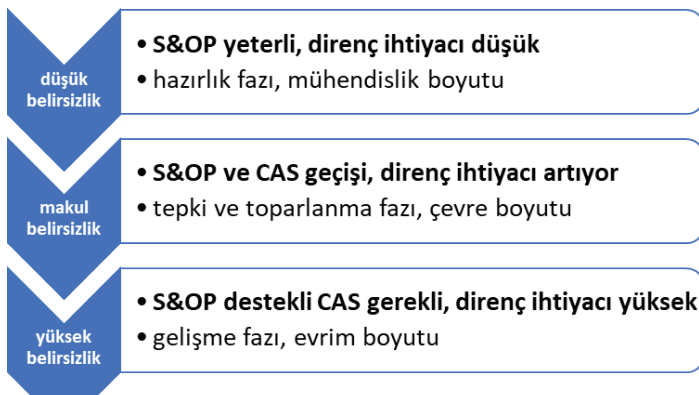 düşük
belirsizlik
• S&OP yeterli, direnç ihtiyacı düşük
• hazırlık fazı, mühendislik boyutu
makul
belirsizlik
• S&OP ve CAS geçişi, direnç ihtiyacı artıyor
• tepki ve toparlanma fazı, çevre boyutu
yüksek
belirsizlik
• S&OP destekli CAS gerekli, direnç ihtiyacı yüksek
• gelişme fazı, evrim boyutu